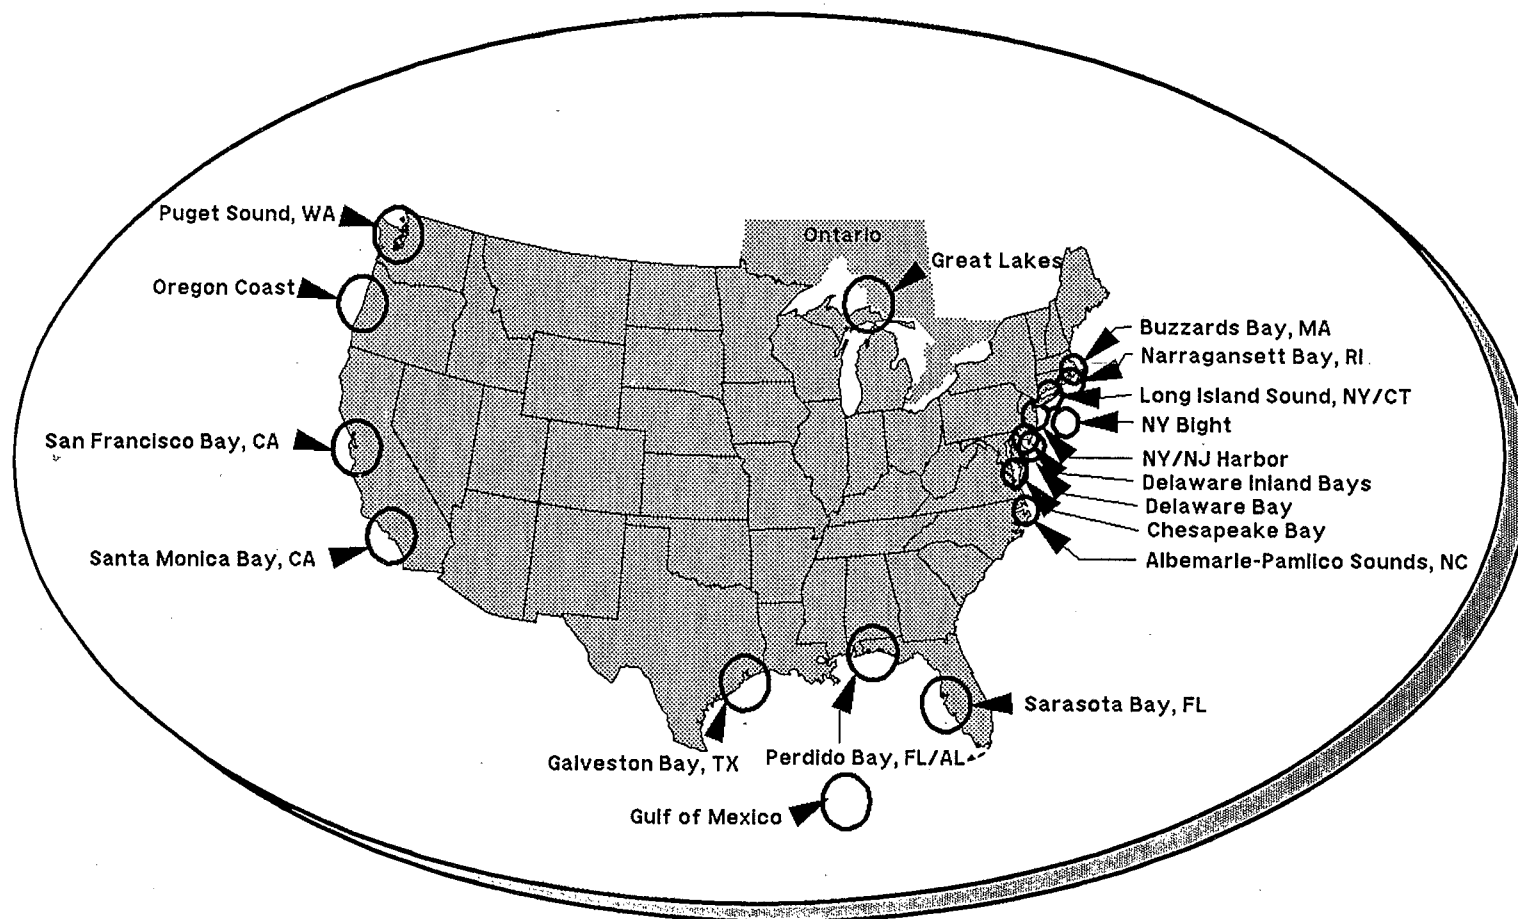 Puget Sound, WA
Ontario
Great Lakes
Oregon Coast
Buzzards Bay, MA
Narragansett Bay, RI
Long Island Sound, NY/CT
NY Bight
San Francisco Bay, CA
NY/NJ Harbor
Delaware Inland Bays
Delaware Bay
Chesapeake Bay
Santa Monica Bay, CA
Albemarle-Pamlico Sounds, NC
Sarasota Bay, FL
Galveston Bay, TX
Perdido Bay, FL/AL
Gulf of Mexico